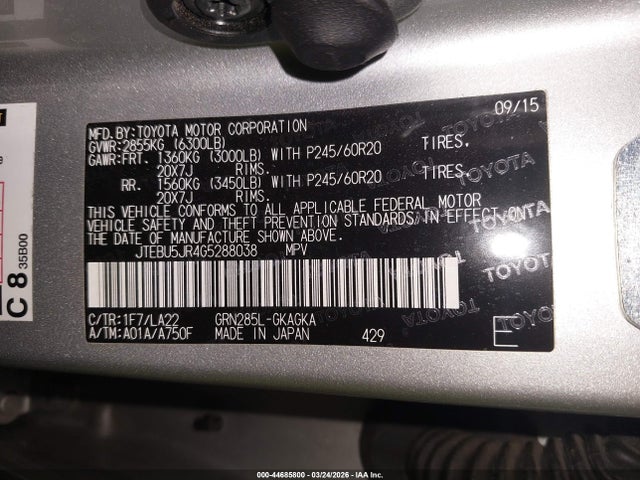 09/15
MFD. BY:TOYOTA MOTOR CORPORATION
GVWR:2855KG (6300LB)
GAWR:FRT. 1360KG (3000LB) WITH P245/60R20 TIRES,
20X7J RIMS.
RR. 1560KG (3450LB) WITH P245/60R20 TIRES,
20X7J RIMS.
THIS VEHICLE CONFORMS TO ALL APPLICABLE FEDERAL MOTOR
VEHICLE SAFETY AND THEFT PREVENTION STANDARDS IN EFFECT ON
THE DATE OF MANUFACTURE SHOWN ABOVE.
JTEBU5JR4G5288038 MPV
C/TR:1F7/LA22 GRN285L-GKAGKA
A/TM:A01A/A750F MADE IN JAPAN 429
C 8
35B00
TOYOTA
000-44685800 - 03/24/2026 - IAA Inc.